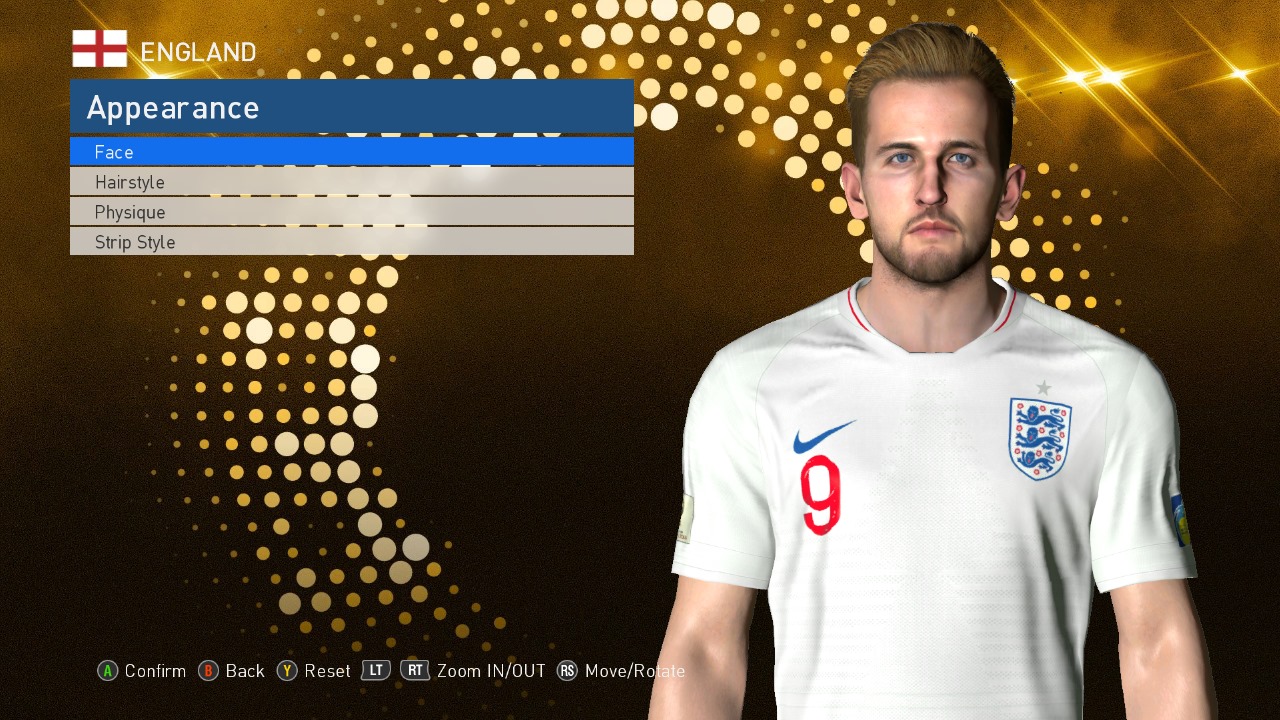 ENGLAND
Appearance
Face
Hairstyle
Physique
Strip Style
9
A Confirm B Back Y Reset LT RT Zoom IN/OUT RS Move/Rotate